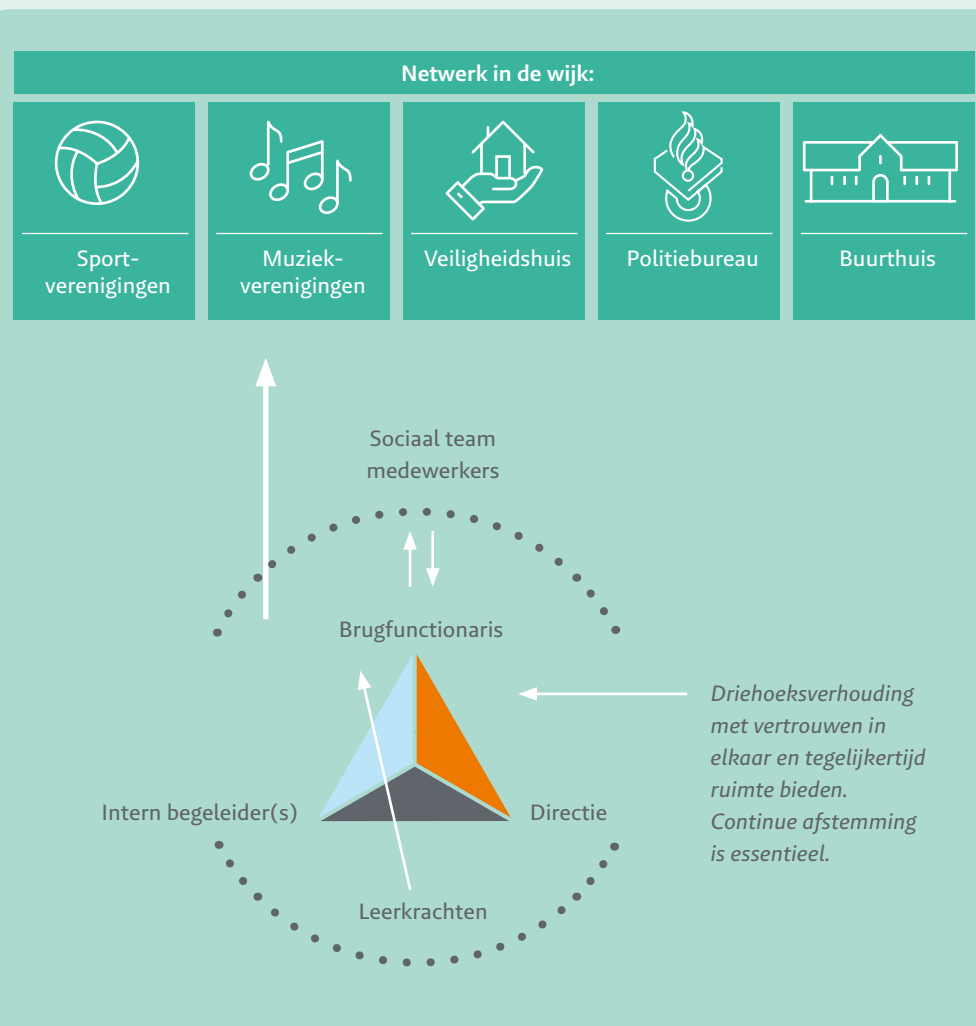 Netwerk in de wijk:
Sport-
verenigingen
Muziek-
verenigingen
Veiligheidshuis
Politiebureau
Buurthuis
Sociaal team
medewerkers
Brugfunctionaris
Driehoeksverhouding
met vertrouwen in
elkaar en tegelijkertijd
ruimte bieden.
Continue afstemming
is essentieel.
Intern begeleider(s)
Directie
Leerkrachten